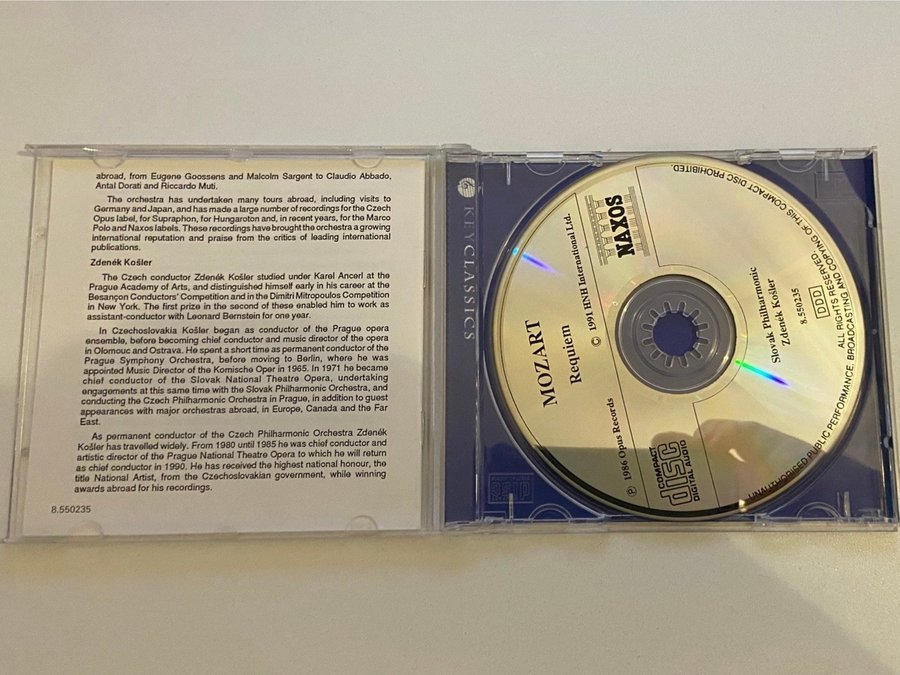 abroad, from Eugene Goossens and Malcolm Sargent to Claudio Abbado,
Antal Dorati and Riccardo Muti.
The orchestra has undertaken many tours abroad, including visits to
Germany and Japan, and has made a large number of recordings for the Czech
Opus label, for Supraphon, for Hungaroton and, in recent years, for the Marco
Polo and Naxos labels. These recordings have brought the orchestra a growing
international reputation and praise from the critics of leading international
publications.
Zdeněk Košler
The Czech conductor Zdeněk Košler studied under Karel Ancerl at the
Prague Academy of Arts, and distinguished himself early in his career at the
Besançon Conductors' Competition and in the Dimitri Mitropoulos Competition
in New York. The first prize in the second of these enabled him to work as
assistant-conductor with Leonard Bernstein for one year.
In Czechoslovakia Košler began as conductor of the Prague opera
ensemble, before becoming chief conductor and music director of the opera
in Olomouc and Ostrava. He spent a short time as permanent conductor of the
Prague Symphony Orchestra, before moving to Berlin, where he was
appointed Music Director of the Komische Oper in 1965. In 1971 he became
chief conductor of the Slovak National Theatre Opera, undertaking
engagements at this same time with the Slovak Philharmonic Orchestra, and
conducting the Czech Philharmonic Orchestra in Prague, in addition to guest
appearances with major orchestras abroad, in Europe, Canada and the Far
East.
As permanent conductor of the Czech Philharmonic Orchestra Zdeněk
Košler has travelled widely. From 1980 until 1985 he was chief conductor and
artistic director of the Prague National Theatre Opera to which he will return
as chief conductor in 1990. He has received the highest national honour, the
title National Artist, from the Czechoslovakian government, while winning
awards abroad for his recordings.
8.550235
KEYCLASSICS
NAXOS
MOZART
Requiem
© 1991 HNH International Ltd.
℗ 1986 Opus Records
Slovak Philharmonic
Zdeněk Košler
8.550235
DDD
COMPACT
disc
DIGITAL AUDIO
ALL RIGHTS RESERVED.
UNAUTHORISED PUBLIC PERFORMANCE, BROADCASTING AND COPYING OF THIS COMPACT DISC PROHIBITED.